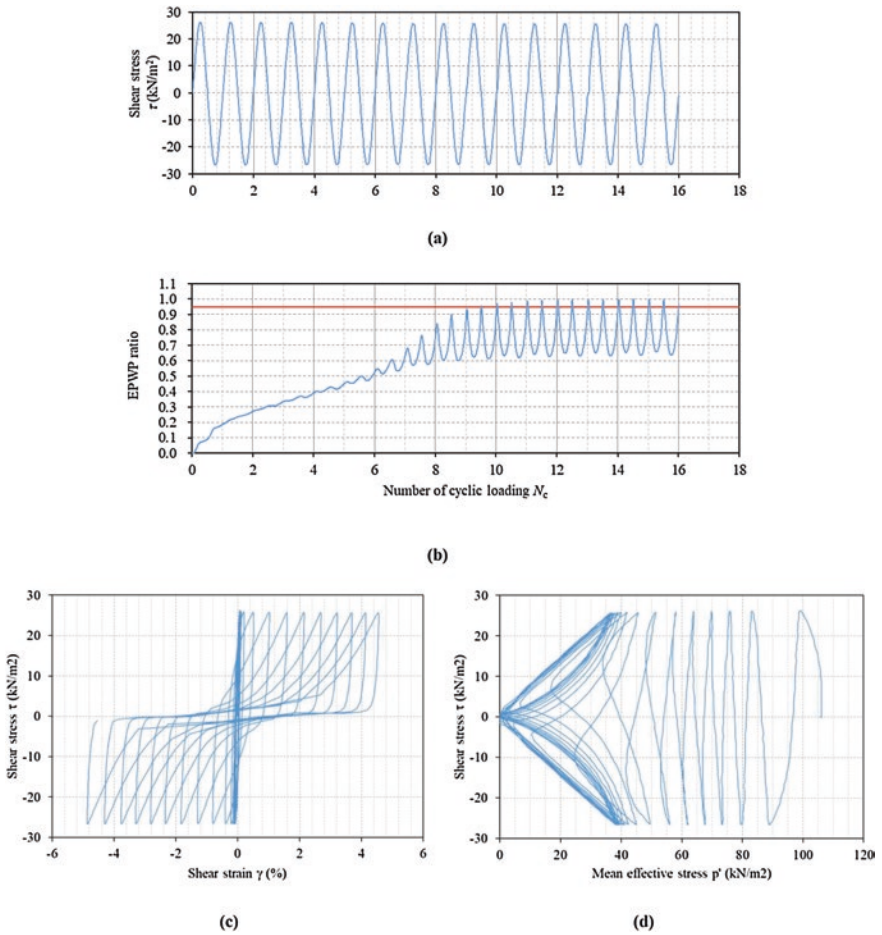 30
20
10
0
-10
-20
-30
Shear stress
τ (kN/m²)
0 2 4 6 8 10 12 14 16 18
(a)
1.1
1.0
0.9
0.8
0.7
0.6
0.5
0.4
0.3
0.2
0.1
0.0
EPWP ratio
0 2 4 6 8 10 12 14 16 18
Number of cyclic loading Nc
(b)
30
20
10
0
-10
-20
-30
Shear stress τ (kN/m2)
-6 -4 -2 0 2 4 6
Shear strain γ (%)
(c)
30
20
10
0
-10
-20
-30
Shear stress τ (kN/m2)
0 20 40 60 80 100 120
Mean effective stress p' (kN/m2)
(d)